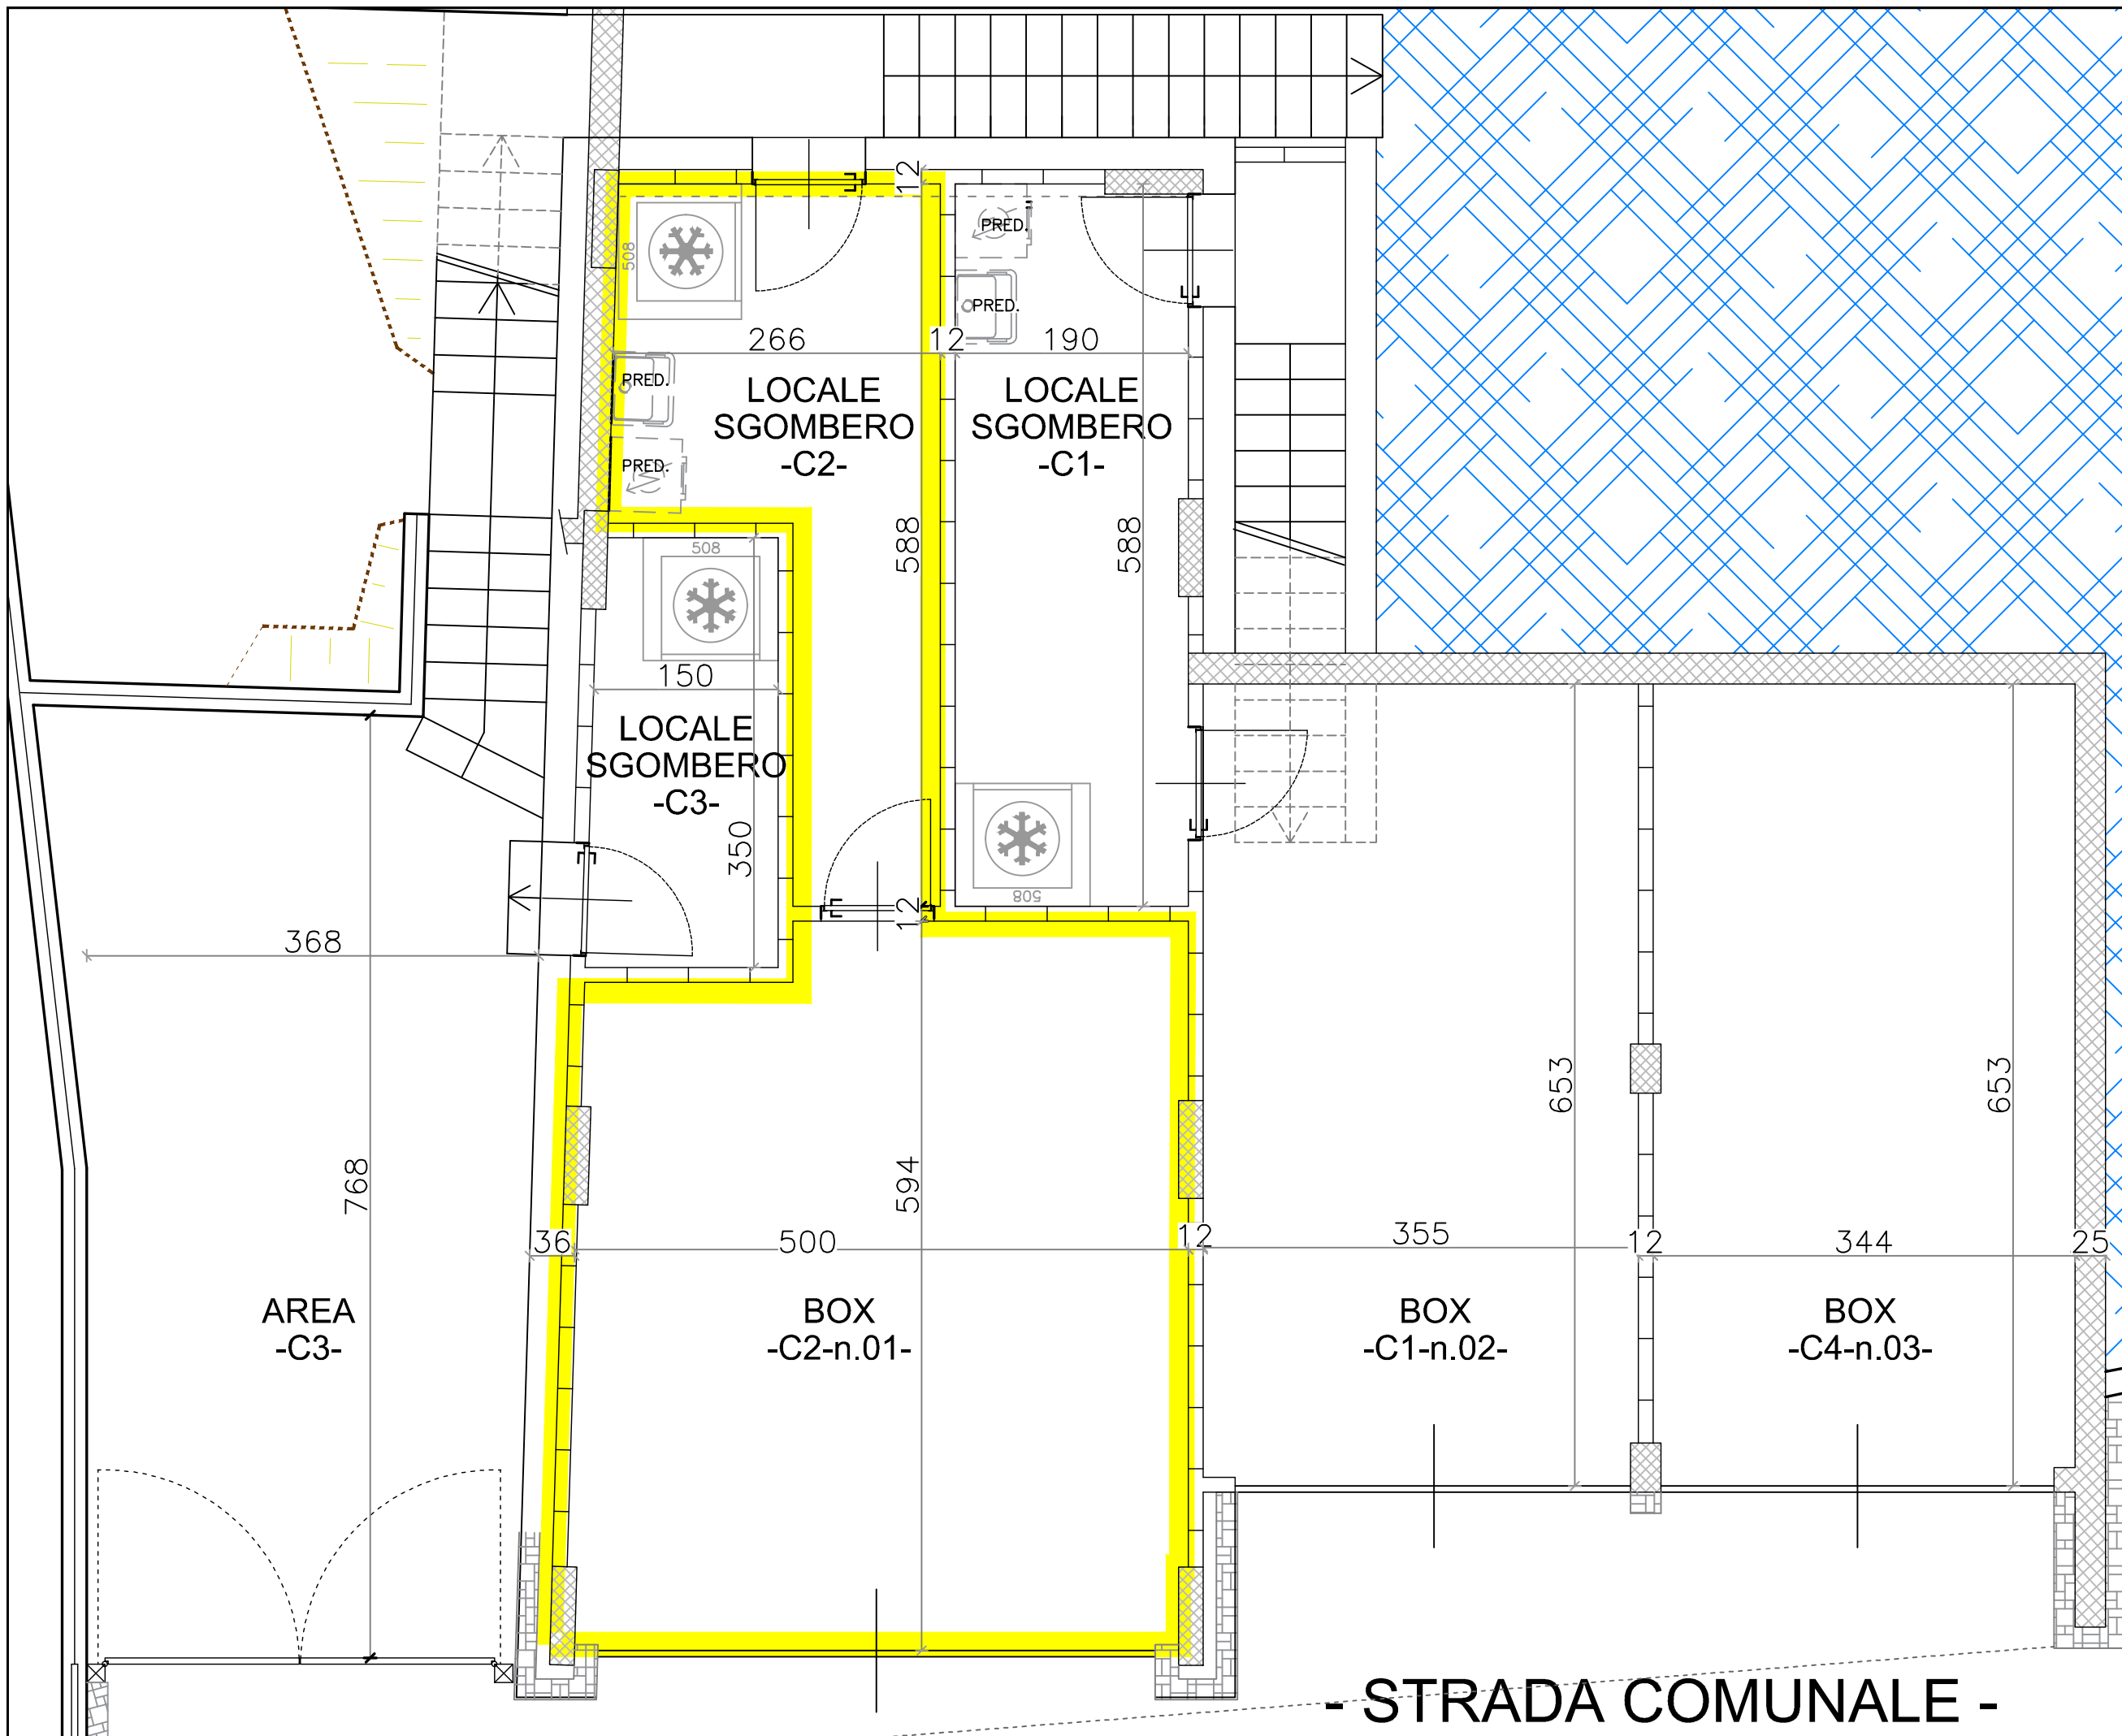 12
PRED.
508
PRED.
266
12
190
PRED.
LOCALE
SGOMBERO
-C2-
LOCALE
SGOMBERO
-C1-
PRED.
588
588
508
150
LOCALE
SGOMBERO
-C3-
350
508
12
368
653
653
768
594
36
500
12
355
12
344
25
AREA
-C3-
BOX
-C2-n.01-
BOX
-C1-n.02-
BOX
-C4-n.03-
- STRADA COMUNALE -